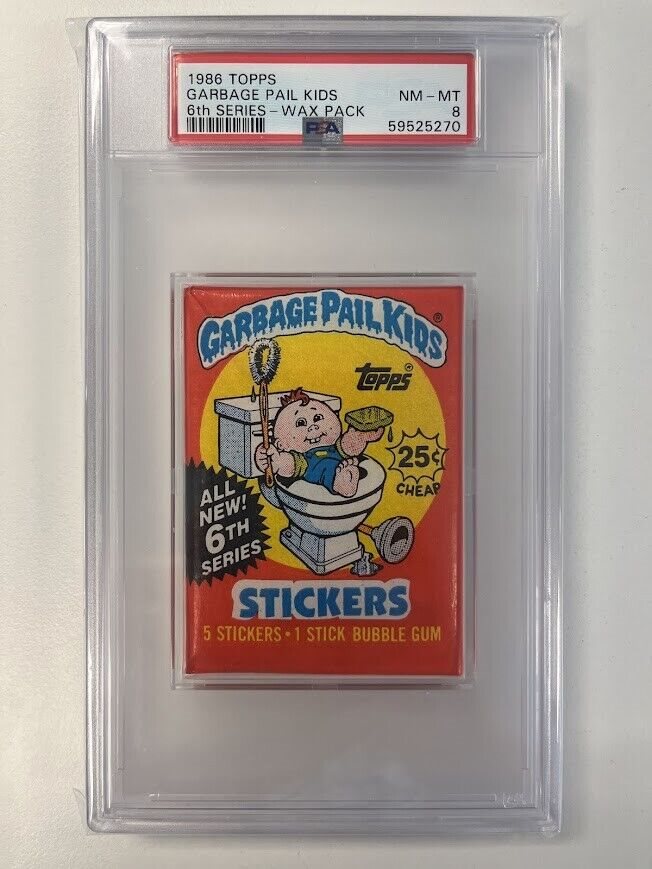 1986 TOPPS
GARBAGE PAIL KIDS NM - MT
6th SERIES - WAX PACK 8
PSA 59525270
GARBAGE PAIL KIDS®
TOPPS®
25¢
CHEAP
ALL
NEW!
6TH
SERIES
STICKERS
5 STICKERS • 1 STICK BUBBLE GUM